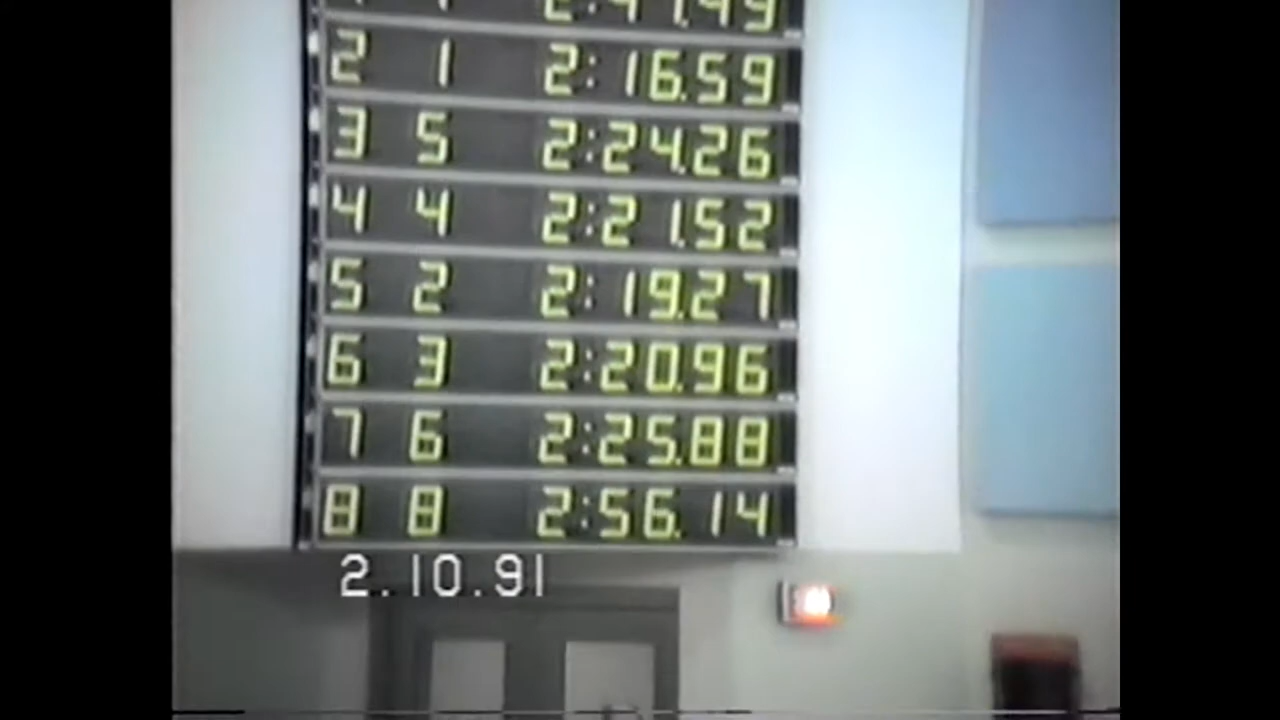 2 1 2:16.59
3 5 2:24.26
4 4 2:21.52
5 2 2:19.27
6 3 2:20.96
7 6 2:25.88
8 8 2:56.14
2.10.91